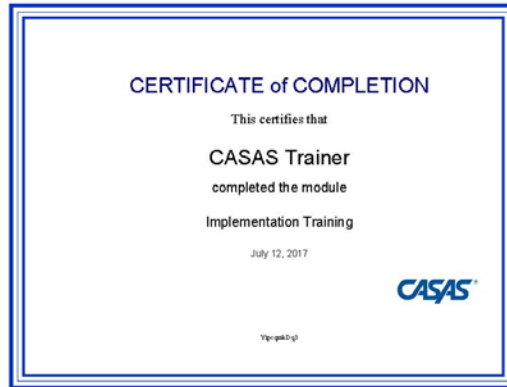 CERTIFICATE of COMPLETION
This certifies that
CASAS Trainer
completed the module
Implementation Training
July 12, 2017
CASAS